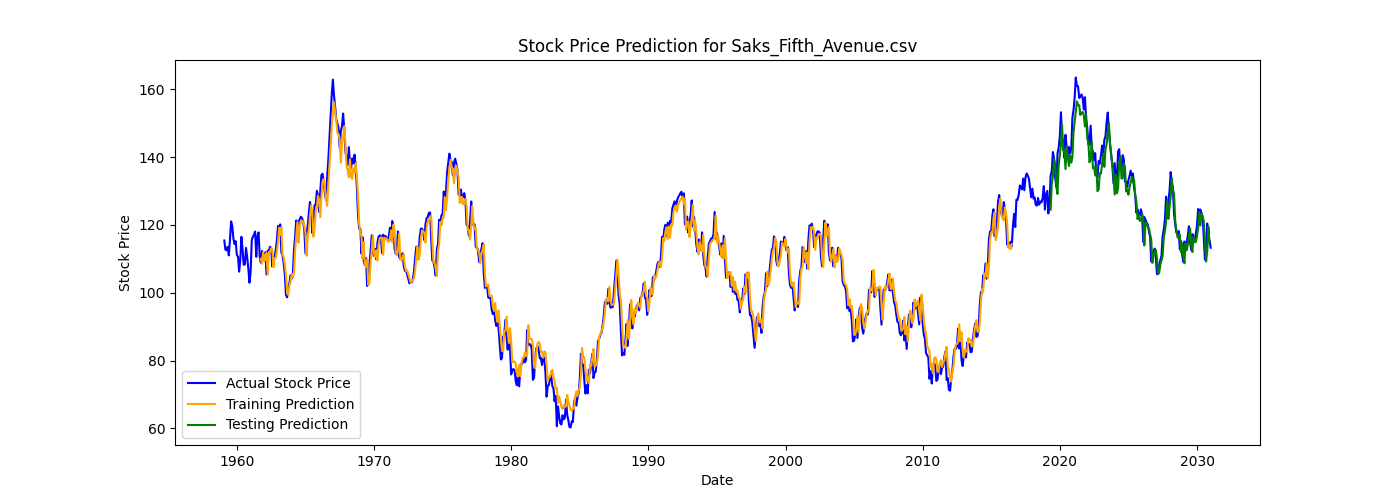 Stock Price Prediction for Saks_Fifth_Avenue.csv
Stock Price
160
140
120
100
80
60
Actual Stock Price
Training Prediction
Testing Prediction
1960 1970 1980 1990 2000 2010 2020 2030
Date